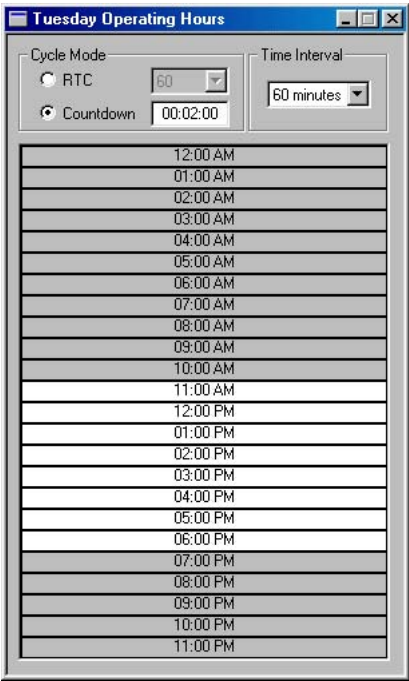 Tuesday Operating Hours
Cycle Mode
RTC
60
Countdown
00:02:00
Time Interval
60 minutes
12:00 AM
01:00 AM
02:00 AM
03:00 AM
04:00 AM
05:00 AM
06:00 AM
07:00 AM
08:00 AM
09:00 AM
10:00 AM
11:00 AM
12:00 PM
01:00 PM
02:00 PM
03:00 PM
04:00 PM
05:00 PM
06:00 PM
07:00 PM
08:00 PM
09:00 PM
10:00 PM
11:00 PM